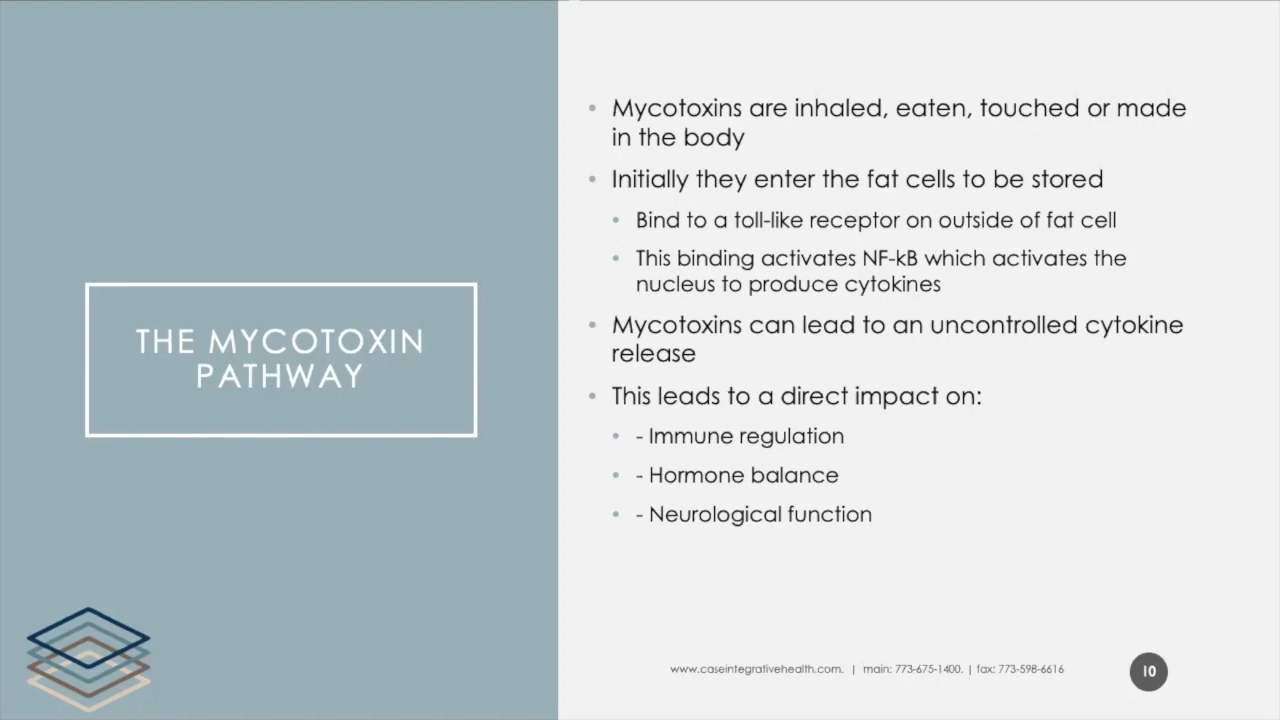 THE MYCOTOXIN
PATHWAY
• Mycotoxins are inhaled, eaten, touched or made
in the body
• Initially they enter the fat cells to be stored
• Bind to a toll-like receptor on outside of fat cell
• This binding activates NF-kB which activates the
nucleus to produce cytokines
• Mycotoxins can lead to an uncontrolled cytokine
release
• This leads to a direct impact on:
• - Immune regulation
• - Hormone balance
• - Neurological function
www.caseintegrativehealth.com. | main: 773-675-1400. | fax: 773-598-6616
10